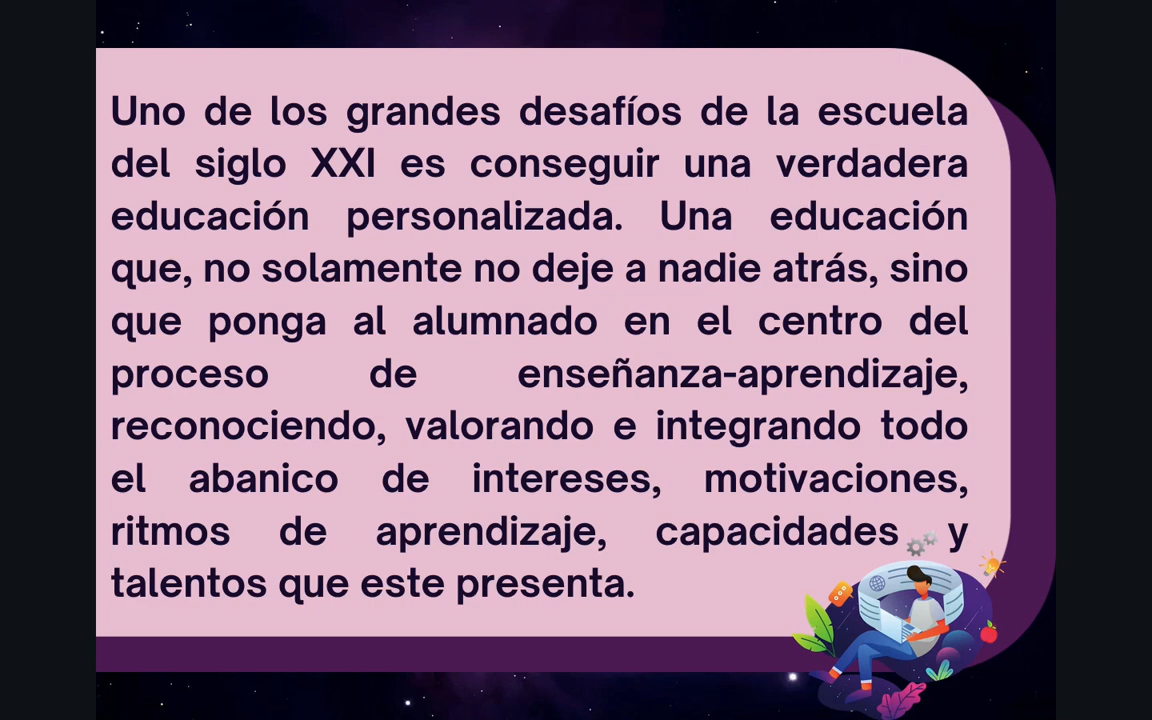 Uno de los grandes desafíos de la escuela
del siglo XXI es conseguir una verdadera
educación personalizada. Una educación
que, no solamente no deje a nadie atrás, sino
que ponga al alumnado en el centro del
proceso de enseñanza-aprendizaje,
reconociendo, valorando e integrando todo
el abanico de intereses, motivaciones,
ritmos de aprendizaje, capacidades y
talentos que este presenta.